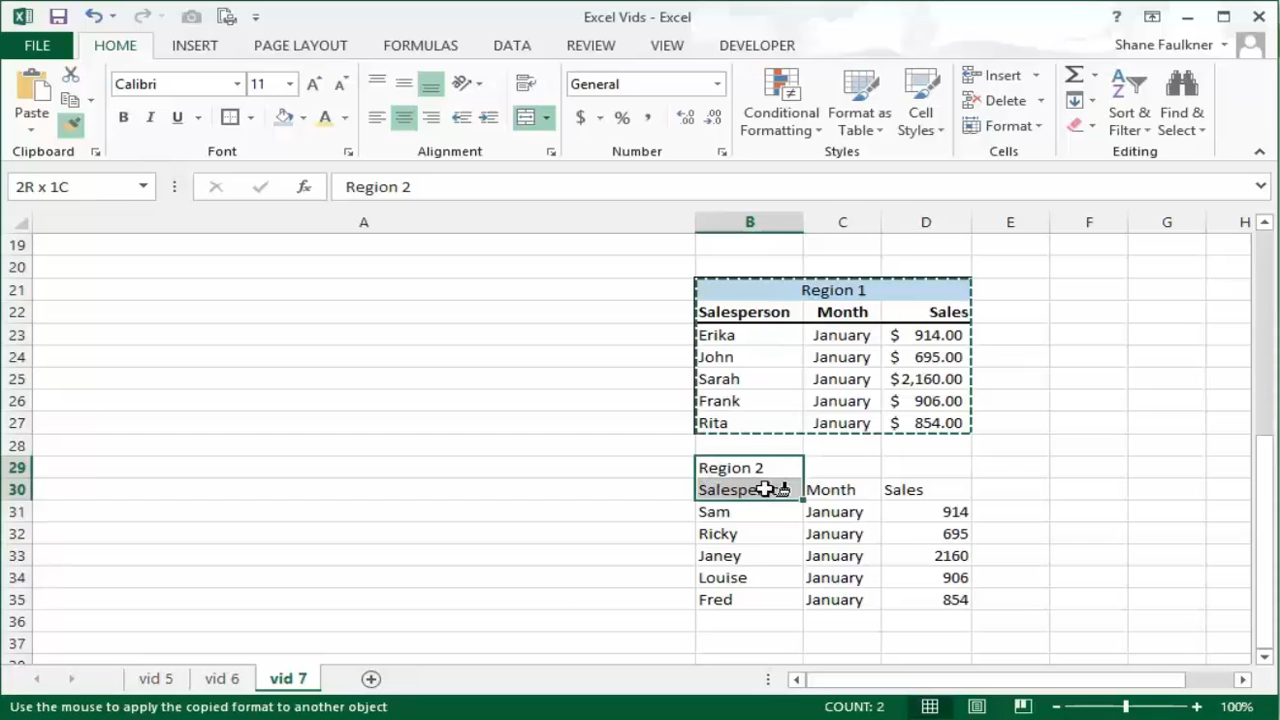 Excel Vids - Excel
?
FILE HOME INSERT PAGE LAYOUT FORMULAS DATA REVIEW VIEW DEVELOPER Shane Faulkner
Paste
Calibri 11
B I U A
General
$ % ,
Conditional Formatting
Format as Table
Cell Styles
Insert
Delete
Format
Sort & Filter
Find & Select
Clipboard Font Alignment Number Styles Cells Editing
2R x 1C fx Region 2
A B C D E F G H
19
20
21 Region 1
22 Salesperson Month Sales
23 Erika January $ 914.00
24 John January $ 695.00
25 Sarah January $2,160.00
26 Frank January $ 906.00
27 Rita January $ 854.00
28
29 Region 2
30 Month Sales
31 Sam January 914
32 Ricky January 695
33 Janey January 2160
34 Louise January 906
35 Fred January 854
36
37
vid 5 vid 6 vid 7
Use the mouse to apply the copied format to another object COUNT: 2 100%